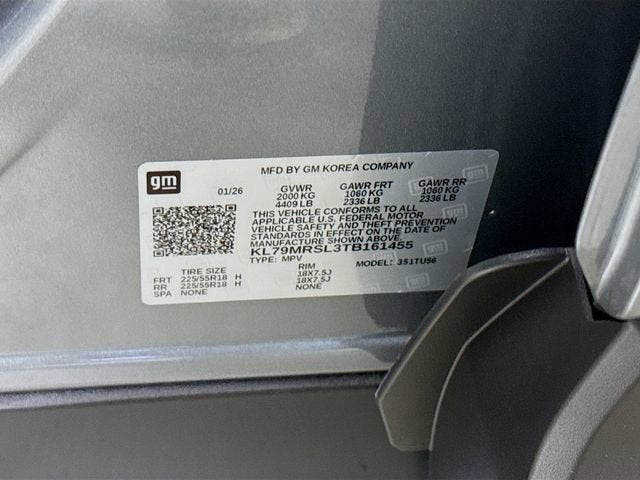 gm
MFD BY GM KOREA COMPANY
01/26 GVWR GAWR FRT GAWR RR
2000 KG 1060 KG 1060 KG
4409 LB 2336 LB 2336 LB
THIS VEHICLE CONFORMS TO ALL
APPLICABLE U.S. FEDERAL MOTOR
VEHICLE SAFETY AND THEFT PREVENTION
STANDARDS IN EFFECT ON THE DATE OF
MANUFACTURE SHOWN ABOVE.
KL79MRSL3TB161455
TYPE: MPV MODEL: 351TU56
TIRE SIZE RIM
FRT 225/55R18 H 18X7.5J
RR 225/55R18 H 18X7.5J
SPA NONE NONE